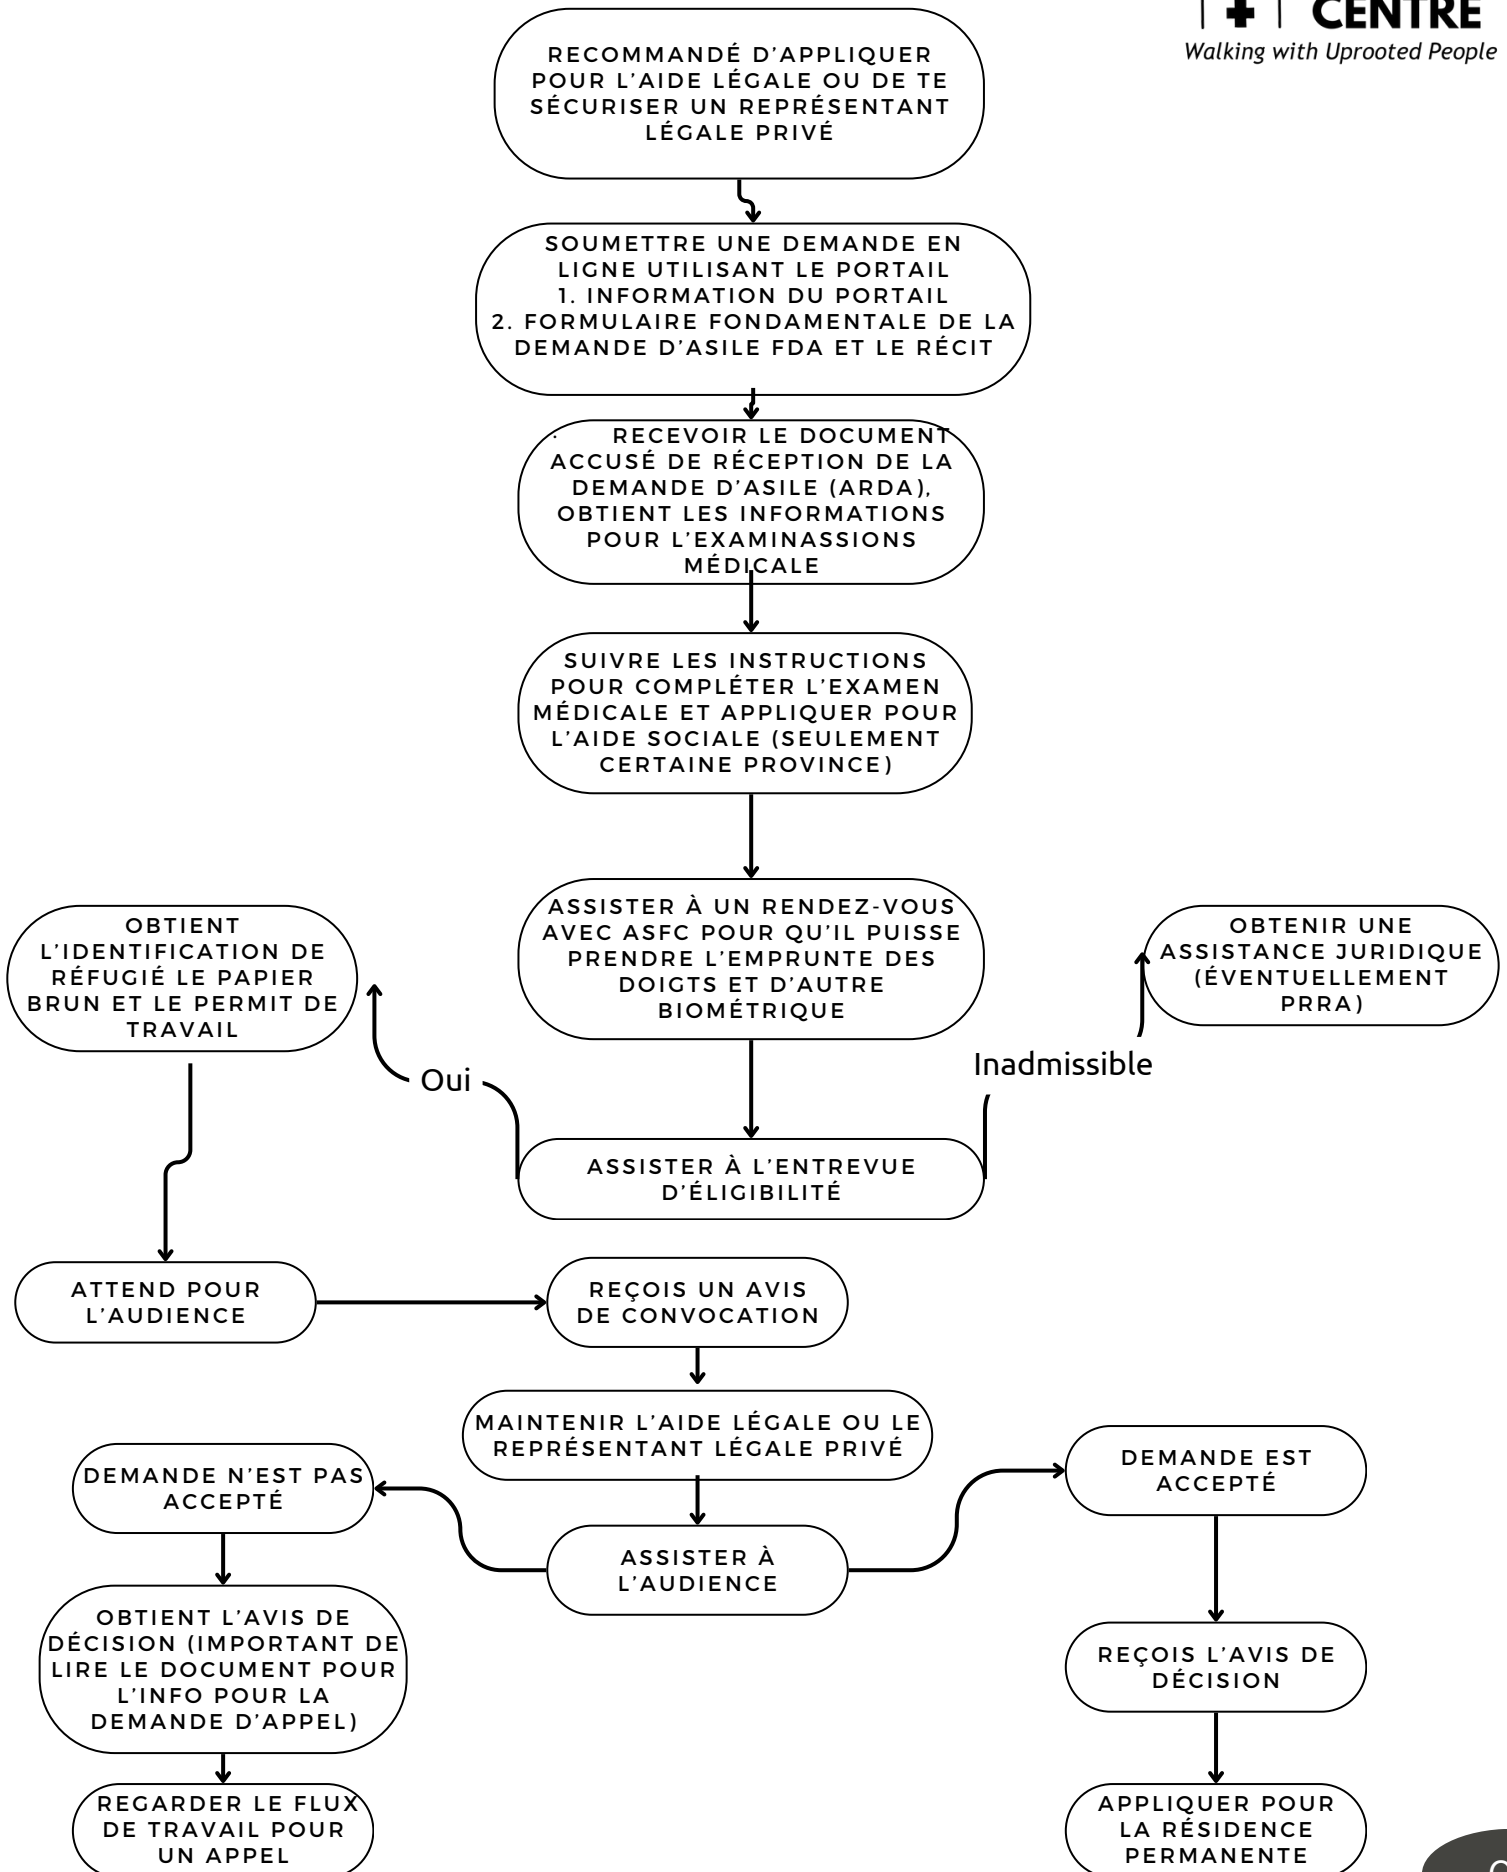 CENTRE
Walking with Uprooted People
RECOMMANDÉ D'APPLIQUER
POUR L'AIDE LÉGALE OU DE TE
SÉCURISER UN REPRÉSENTANT
LÉGALE PRIVÉ
SOUMETTRE UNE DEMANDE EN
LIGNE UTILISANT LE PORTAIL
1. INFORMATION DU PORTAIL
2. FORMULAIRE FONDAMENTALE DE LA
DEMANDE D'ASILE FDA ET LE RÉCIT
· RECEVOIR LE DOCUMENT
ACCUSÉ DE RÉCEPTION DE LA
DEMANDE D'ASILE (ARDA),
OBTIENT LES INFORMATIONS
POUR L'EXAMINASSIONS
MÉDICALE
SUIVRE LES INSTRUCTIONS
POUR COMPLÉTER L'EXAMEN
MÉDICALE ET APPLIQUER POUR
L'AIDE SOCIALE (SEULEMENT
CERTAINE PROVINCE)
OBTIENT
L'IDENTIFICATION DE
RÉFUGIÉ LE PAPIER
BRUN ET LE PERMIT DE
TRAVAIL
ASSISTER À UN RENDEZ-VOUS
AVEC ASFC POUR QU'IL PUISSE
PRENDRE L'EMPRUNTE DES
DOIGTS ET D'AUTRE
BIOMÉTRIQUE
OBTENIR UNE
ASSISTANCE JURIDIQUE
(ÉVENTUELLEMENT
PRRA)
Oui
Inadmissible
ASSISTER À L'ENTREVUE
D'ÉLIGIBILITÉ
ATTEND POUR
L'AUDIENCE
REÇOIS UN AVIS
DE CONVOCATION
MAINTENIR L'AIDE LÉGALE OU LE
REPRÉSENTANT LÉGALE PRIVÉ
DEMANDE N'EST PAS
ACCEPTÉ
DEMANDE EST
ACCEPTÉ
ASSISTER À
L'AUDIENCE
OBTIENT L'AVIS DE
DÉCISION (IMPORTANT DE
LIRE LE DOCUMENT POUR
L'INFO POUR LA
DEMANDE D'APPEL)
REÇOIS L'AVIS DE
DÉCISION
REGARDER LE FLUX
DE TRAVAIL POUR
UN APPEL
APPLIQUER POUR
LA RÉSIDENCE
PERMANENTE